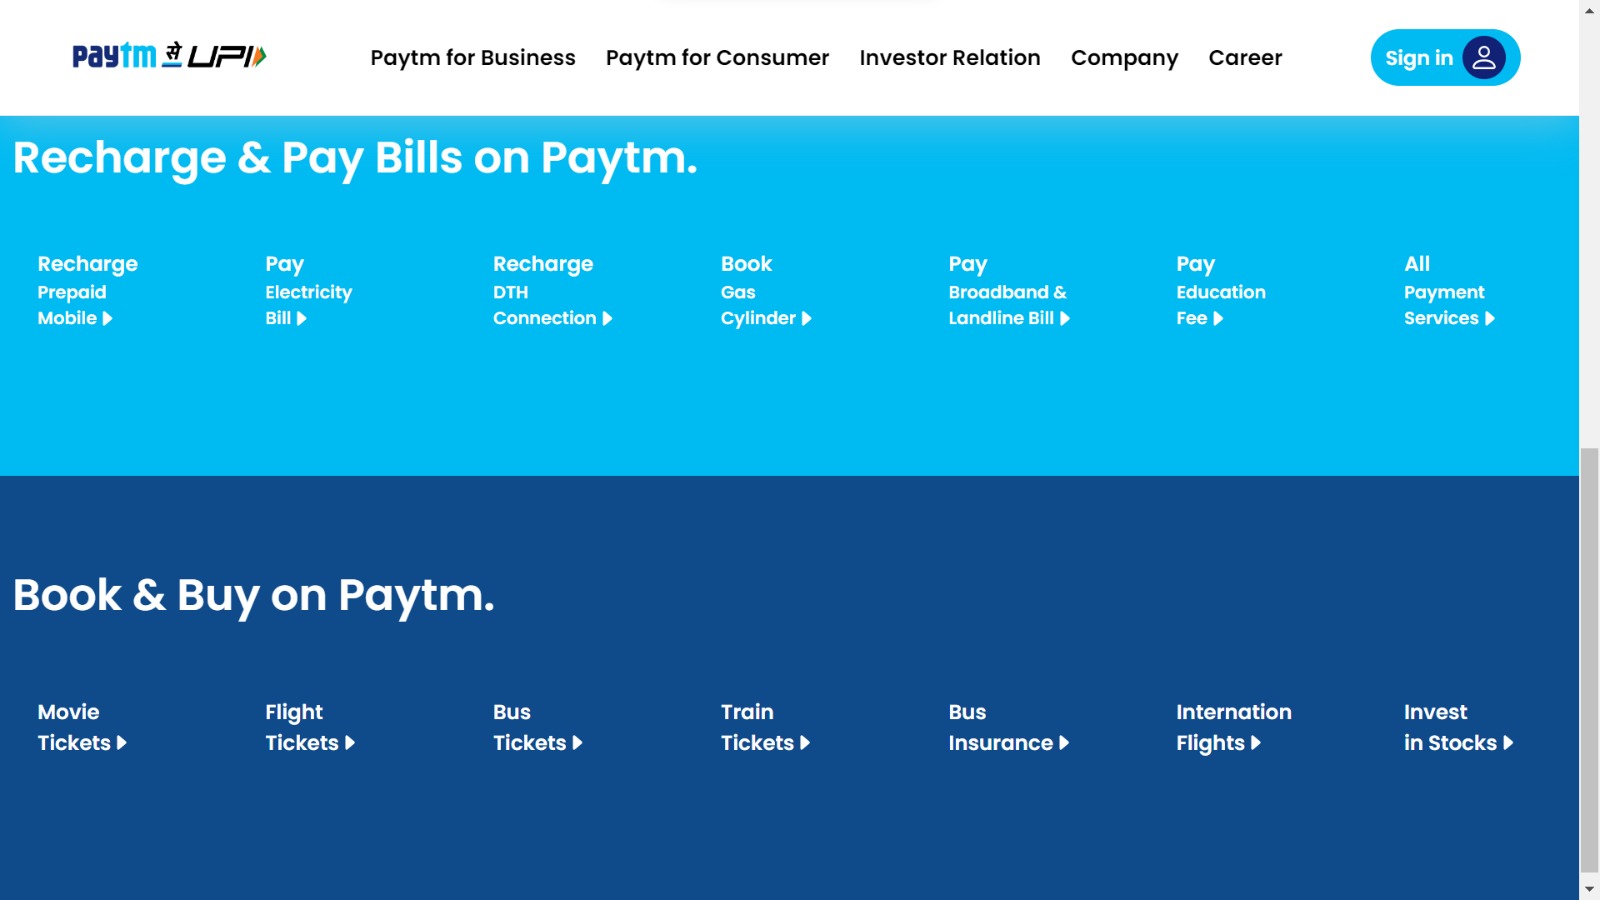 paytm से UPI
Paytm for Business
Paytm for Consumer
Investor Relation
Company
Career
Sign in
Recharge & Pay Bills on Paytm.
Recharge
Prepaid
Mobile
Pay
Electricity
Bill
Recharge
DTH
Connection
Book
Gas
Cylinder
Pay
Broadband &
Landline Bill
Pay
Education
Fee
All
Payment
Services
Book & Buy on Paytm.
Movie
Tickets
Flight
Tickets
Bus
Tickets
Train
Tickets
Bus
Insurance
Internation
Flights
Invest
in Stocks